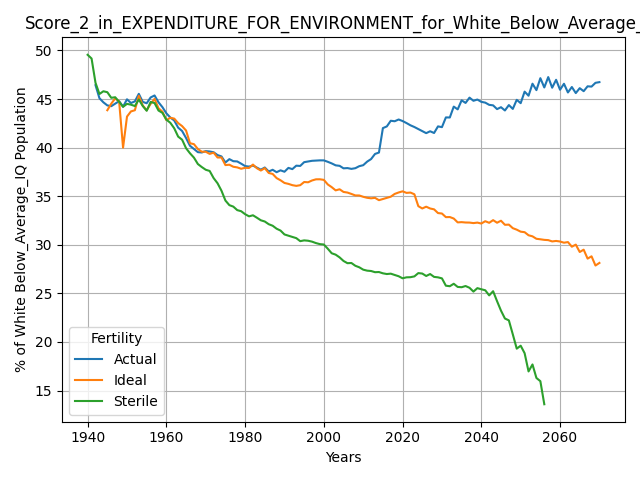 Score_2_in_EXPENDITURE_FOR_ENVIRONMENT_for_White_Below_Average_
% of White Below_Average_IQ Population
50
45
40
35
30
25
20
15
Fertility
Actual
Ideal
Sterile
1940 1960 1980 2000 2020 2040 2060
Years